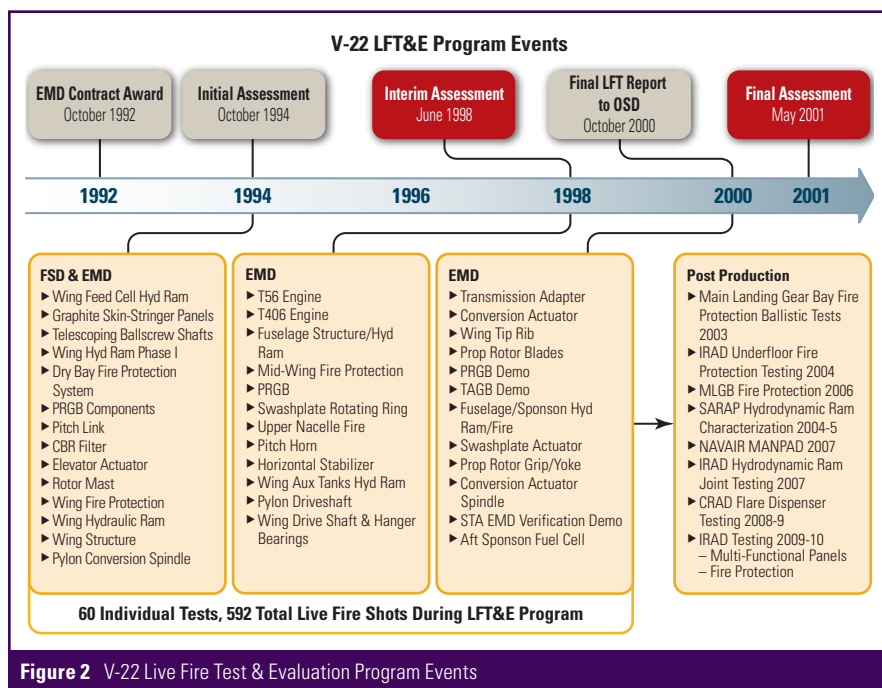 V-22 LFT&E Program Events
EMD Contract Award
October 1992
Initial Assessment
October 1994
Interim Assessment
June 1998
Final LFT Report
to OSD
October 2000
Final Assessment
May 2001
1992
1994
1996
1998
2000
2001
FSD & EMD
▶ Wing Feed Cell Hyd Ram
▶ Graphite Skin-Stringer Panels
▶ Telescoping Ballscrew Shafts
▶ Wing Hyd Ram Phase I
▶ Dry Bay Fire Protection
System
▶ PRGB Components
▶ Pitch Link
▶ CBR Filter
▶ Elevator Actuator
▶ Rotor Mast
▶ Wing Fire Protection
▶ Wing Hydraulic Ram
▶ Wing Structure
▶ Pylon Conversion Spindle
EMD
▶ T56 Engine
▶ T406 Engine
▶ Fuselage Structure/Hyd
Ram
▶ Mid-Wing Fire Protection
▶ PRGB
▶ Swashplate Rotating Ring
▶ Upper Nacelle Fire
▶ Pitch Horn
▶ Horizontal Stabilizer
▶ Wing Aux Tanks Hyd Ram
▶ Pylon Driveshaft
▶ Wing Drive Shaft & Hanger
Bearings
EMD
▶ Transmission Adapter
▶ Conversion Actuator
▶ Wing Tip Rib
▶ Prop Rotor Blades
▶ PRGB Demo
▶ TAGB Demo
▶ Fuselage/Sponson Hyd
Ram/Fire
▶ Swashplate Actuator
▶ Prop Rotor Grip/Yoke
▶ Conversion Actuator
Spindle
▶ STA EMD Verification Demo
▶ Aft Sponson Fuel Cell
Post Production
▶ Main Landing Gear Bay Fire
Protection Ballistic Tests
2003
▶ IRAD Underfloor Fire
Protection Testing 2004
▶ MLGB Fire Protection 2006
▶ SARAP Hydrodynamic Ram
Characterization 2004-5
▶ NAVAIR MANPAD 2007
▶ IRAD Hydrodynamic Ram
Joint Testing 2007
▶ CRAD Flare Dispenser
Testing 2008-9
▶ IRAD Testing 2009-10
– Multi-Functional Panels
– Fire Protection
60 Individual Tests, 592 Total Live Fire Shots During LFT&E Program
Figure 2 V-22 Live Fire Test & Evaluation Program Events